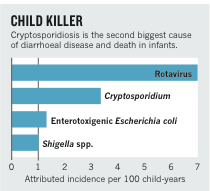 CHILD KILLER
Cryptosporidiosis is the second biggest cause
of diarrhoeal disease and death in infants.
Rotavirus
Cryptosporidium
Enterotoxigenic Escherichia coli
Shigella spp.
0 1 2 3 4 5 6 7
Attributed incidence per 100 child-years